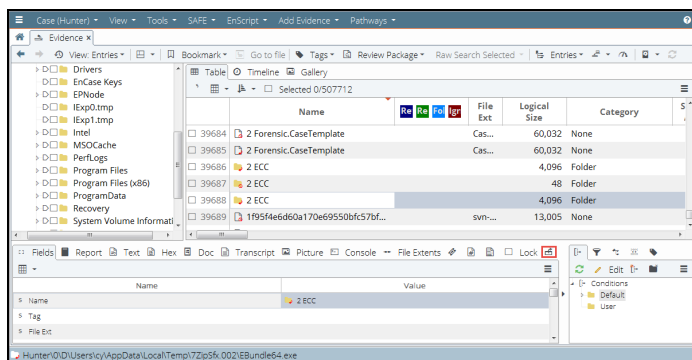 Case (Hunter) View Tools SAFE EnScript Add Evidence Pathways
Evidence ×
View: Entries Bookmark Go to file Tags Review Package Raw Search Selected Entries
Table Timeline Gallery
Selected 0/507712
Name Re Re Fol Igr File Ext Logical Size Category
39684 2 Forensic.CaseTemplate Cas... 60,032 None
39685 2 Forensic.CaseTemplate Cas... 60,032 None
39686 2 ECC 4,096 Folder
39687 2 ECC 48 Folder
39688 2 ECC 4,096 Folder
39689 1f95f4e6d60a170e69550bfc57bf... svn-... 13,005 None
Drivers
EnCase Keys
EPNode
IExp0.tmp
IExp1.tmp
Intel
MSOCache
PerfLogs
Program Files
Program Files (x86)
ProgramData
Recovery
System Volume Informati
Fields Report Text Hex Doc Transcript Picture Console File Extents Lock
Name Value
S Name 2 ECC
S Tag
S File Ext
Edit
Conditions
Default
User
Hunter\0\D\Users\cy\AppData\Local\Temp\7ZipSfx.002\EBundle64.exe